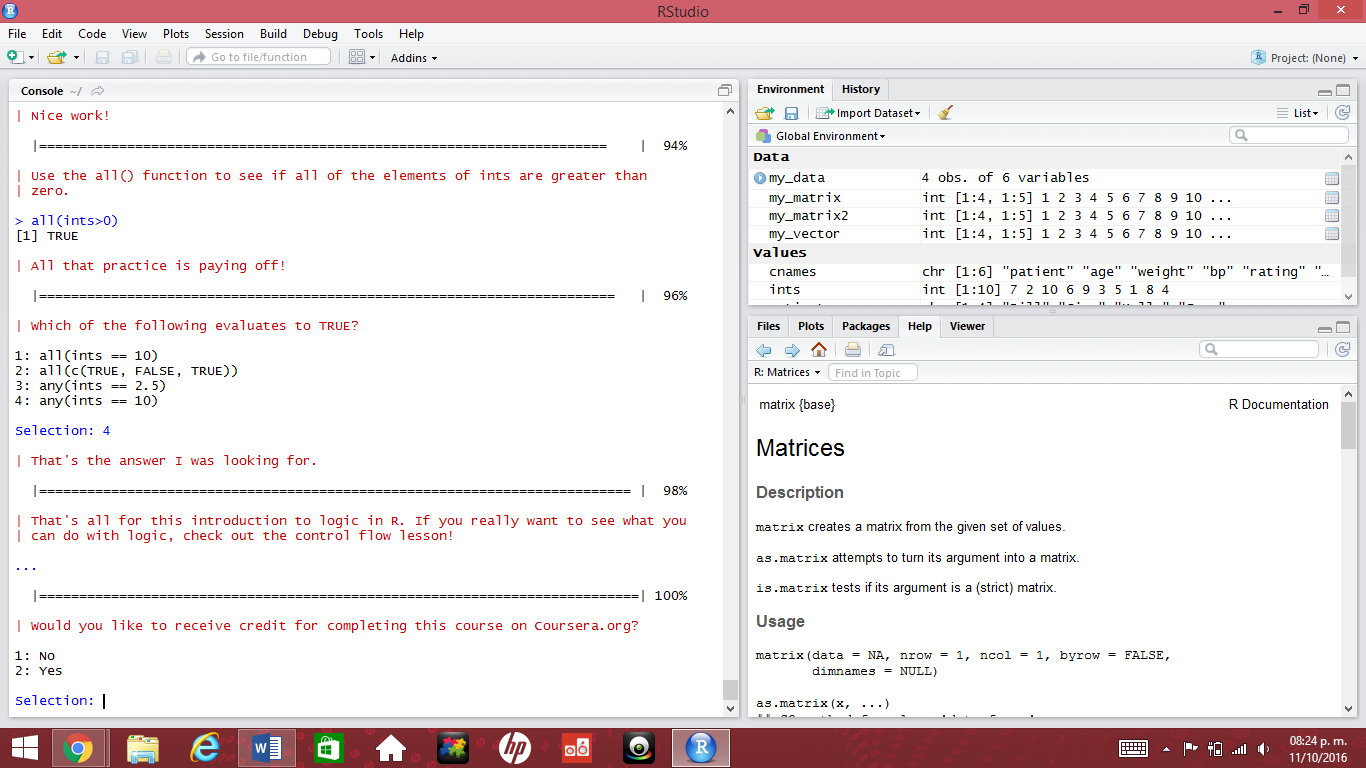 RStudio
File Edit Code View Plots Session Build Debug Tools Help
Go to file/function Addins Project: (None)
Console ~/
| Nice work!
|======================================================================= | 94%
| Use the all() function to see if all of the elements of ints are greater than
| zero.
> all(ints>0)
[1] TRUE
| All that practice is paying off!
|======================================================================== | 96%
| Which of the following evaluates to TRUE?
1: all(ints == 10)
2: all(c(TRUE, FALSE, TRUE))
3: any(ints == 2.5)
4: any(ints == 10)
Selection: 4
| That's the answer I was looking for.
|========================================================================== | 98%
| That's all for this introduction to logic in R. If you really want to see what you
| can do with logic, check out the control flow lesson!
...
|===========================================================================| 100%
| Would you like to receive credit for completing this course on Coursera.org?
1: No
2: Yes
Selection:
Environment History
Import Dataset List
Global Environment
Data
my_data 4 obs. of 6 variables
my_matrix int [1:4, 1:5] 1 2 3 4 5 6 7 8 9 10 ...
my_matrix2 int [1:4, 1:5] 1 2 3 4 5 6 7 8 9 10 ...
my_vector int [1:4, 1:5] 1 2 3 4 5 6 7 8 9 10 ...
Values
cnames chr [1:6] "patient" "age" "weight" "bp" "rating" "…
ints int [1:10] 7 2 10 6 9 3 5 1 8 4
Files Plots Packages Help Viewer
R: Matrices Find in Topic
matrix {base} R Documentation
Matrices
Description
matrix creates a matrix from the given set of values.
as.matrix attempts to turn its argument into a matrix.
is.matrix tests if its argument is a (strict) matrix.
Usage
matrix(data = NA, nrow = 1, ncol = 1, byrow = FALSE,
dimnames = NULL)
as.matrix(x, ...)
08:24 p. m.
11/10/2016